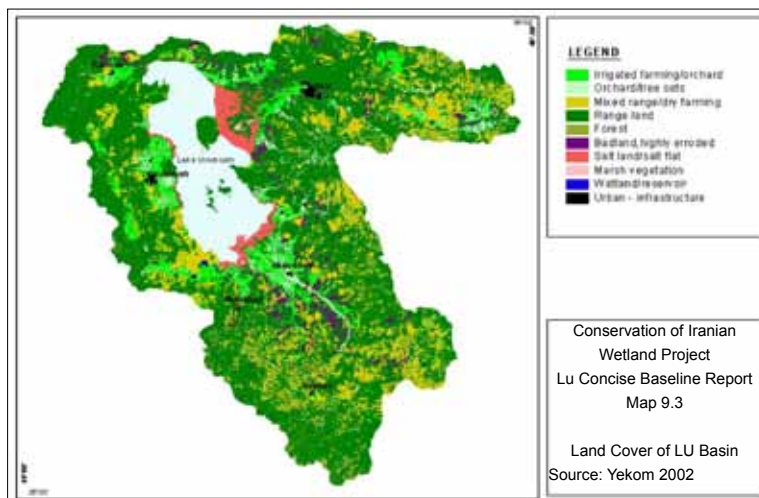 LEGEND
Irrigated farming/orchard
Orchard/tree sets
Mixed range/dry farming
Range land
Forest
Badland,highly erroded
Salt land/salt flat
Marsh vegetation
Wetland/reservoir
Urban - infrastructure
Conservation of Iranian
Wetland Project
Lu Concise Baseline Report
Map 9.3
Land Cover of LU Basin
Source: Yekom 2002